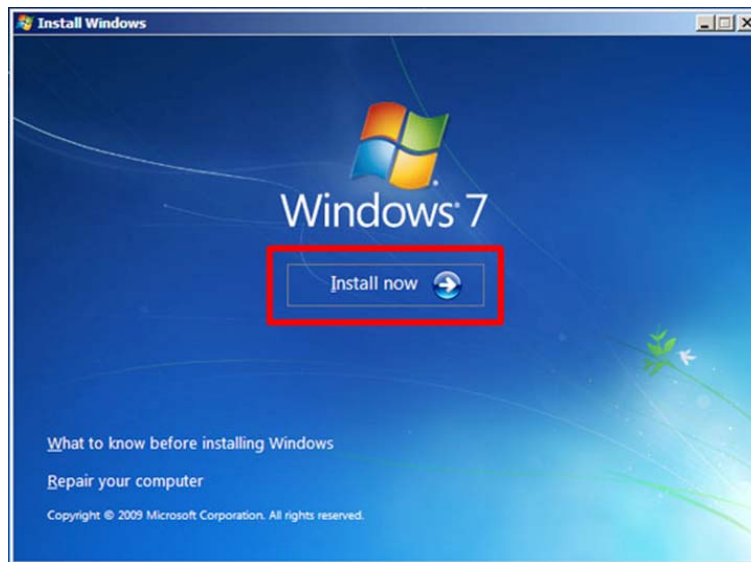 Install Windows
Windows 7
Install now
What to know before installing Windows
Repair your computer
Copyright © 2009 Microsoft Corporation. All rights reserved.